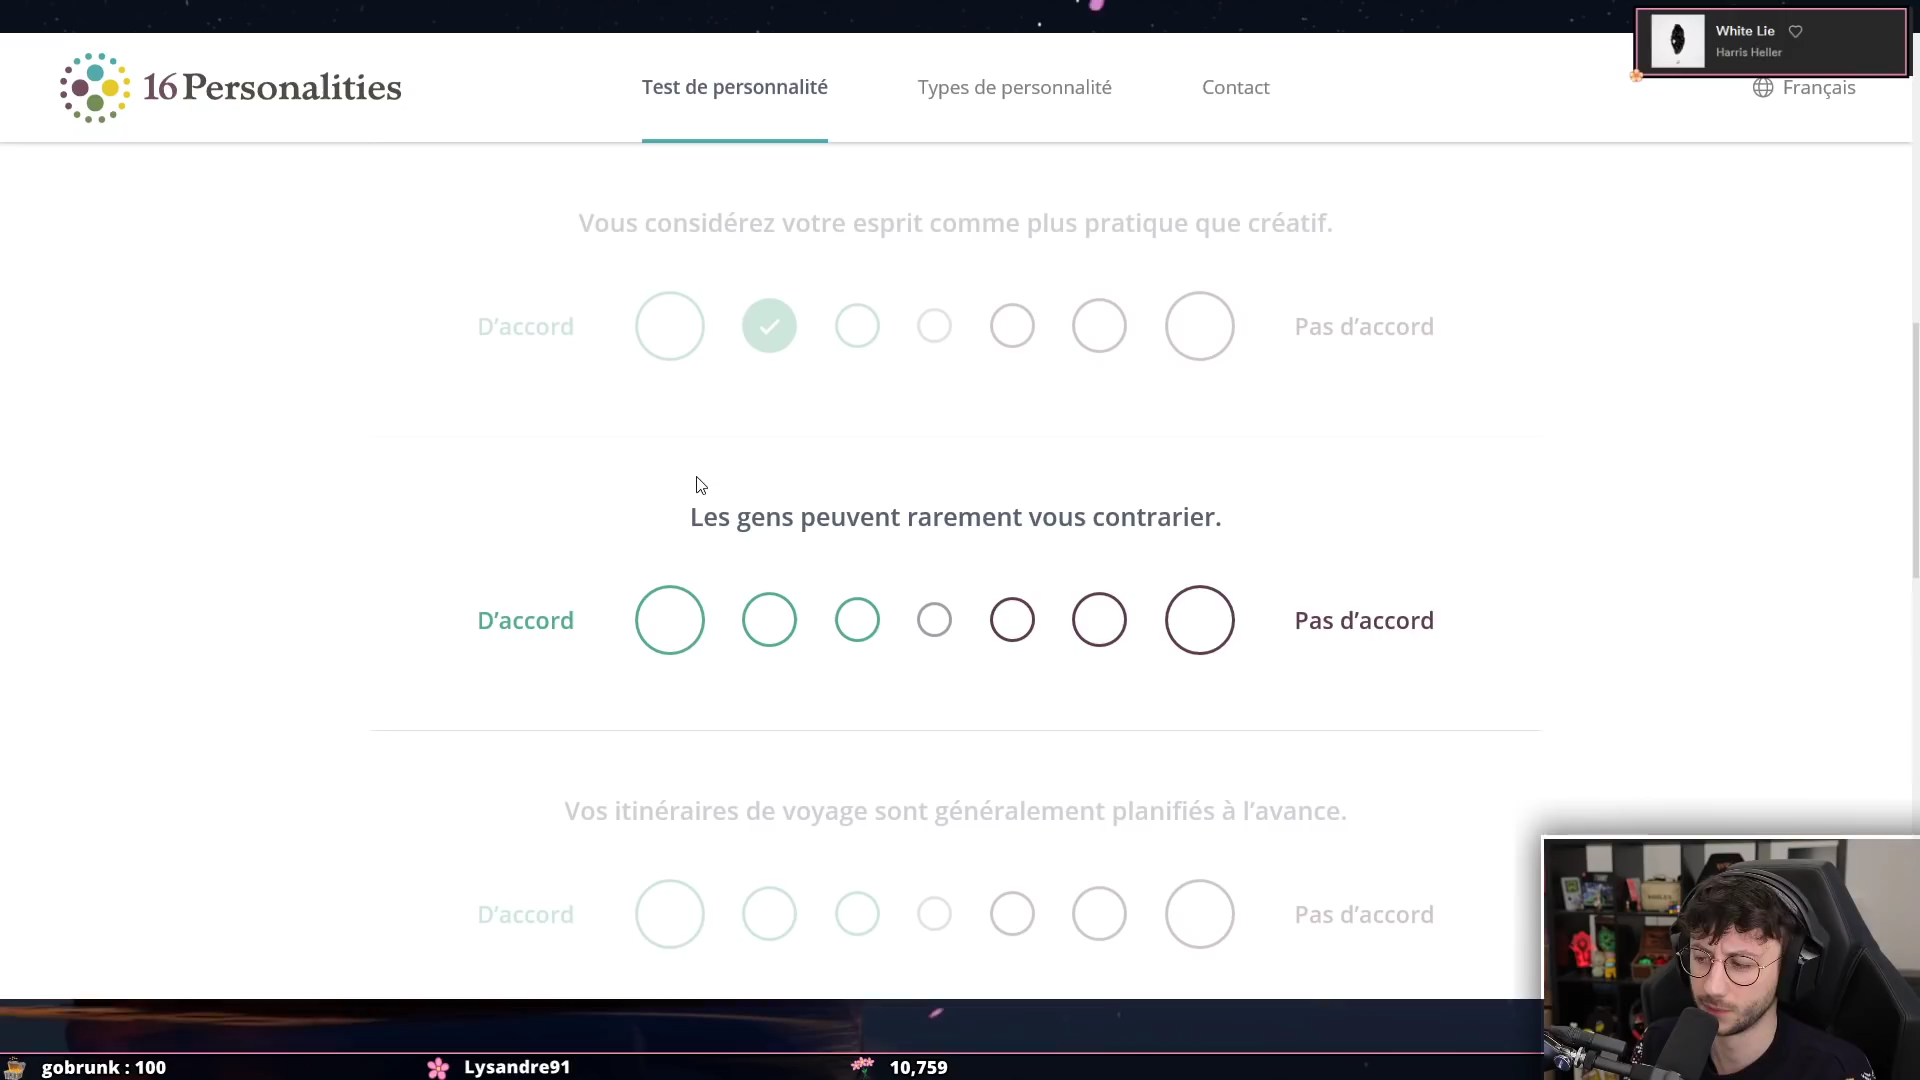 White Lie
Harris Heller
16Personalities
Test de personnalité
Types de personnalité
Contact
Français
Vous considérez votre esprit comme plus pratique que créatif.
D’accord
Pas d’accord
Les gens peuvent rarement vous contrarier.
D’accord
Pas d’accord
Vos itinéraires de voyage sont généralement planifiés à l’avance.
D’accord
Pas d’accord
gobrunk : 100
Lysandre91
10,759